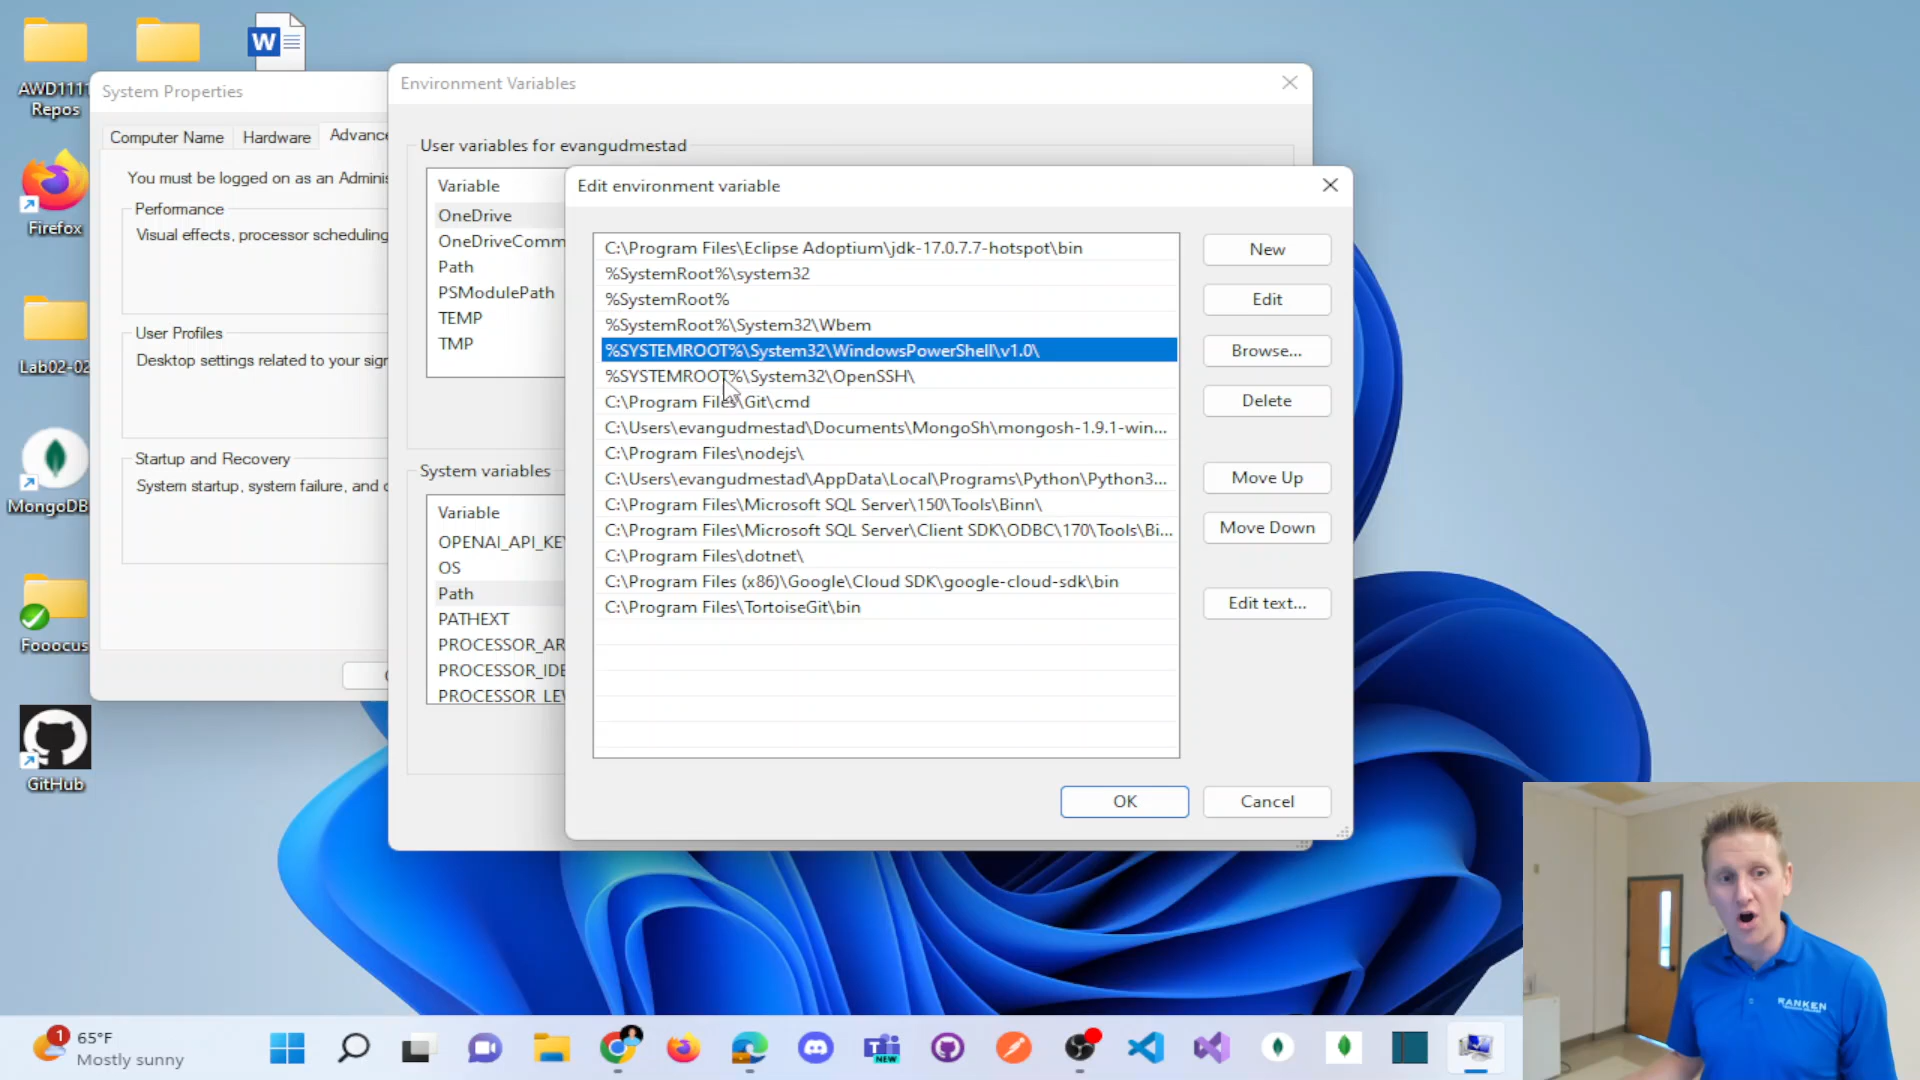 W
AWD1111
Repos
Firefox
Lab02-02
MongoDB
Fooocus
GitHub
System Properties
Computer Name
Hardware
Advance
You must be logged on as an Adminis
Performance
Visual effects, processor scheduling
User Profiles
Desktop settings related to your sign
Startup and Recovery
System startup, system failure, and d
Environment Variables
User variables for evangudmestad
Variable
OneDrive
OneDriveComm
Path
PSModulePath
TEMP
TMP
System variables
Variable
OPENAI_API_KEY
OS
Path
PATHEXT
PROCESSOR_AR
PROCESSOR_IDE
PROCESSOR_LEV
Edit environment variable
C:\Program Files\Eclipse Adoptium\jdk-17.0.7.7-hotspot\bin
%SystemRoot%\system32
%SystemRoot%
%SystemRoot%\System32\Wbem
%SYSTEMROOT%\System32\WindowsPowerShell\v1.0\
%SYSTEMROOT%\System32\OpenSSH\
C:\Program Files\Git\cmd
C:\Users\evangudmestad\Documents\MongoSh\mongosh-1.9.1-win...
C:\Program Files\nodejs\
C:\Users\evangudmestad\AppData\Local\Programs\Python\Python3...
C:\Program Files\Microsoft SQL Server\150\Tools\Binn\
C:\Program Files\Microsoft SQL Server\Client SDK\ODBC\170\Tools\Bi...
C:\Program Files\dotnet\
C:\Program Files (x86)\Google\Cloud SDK\google-cloud-sdk\bin
C:\Program Files\TortoiseGit\bin
New
Edit
Browse...
Delete
Move Up
Move Down
Edit text...
OK
Cancel
RANKEN
1
65°F
Mostly sunny
NEW